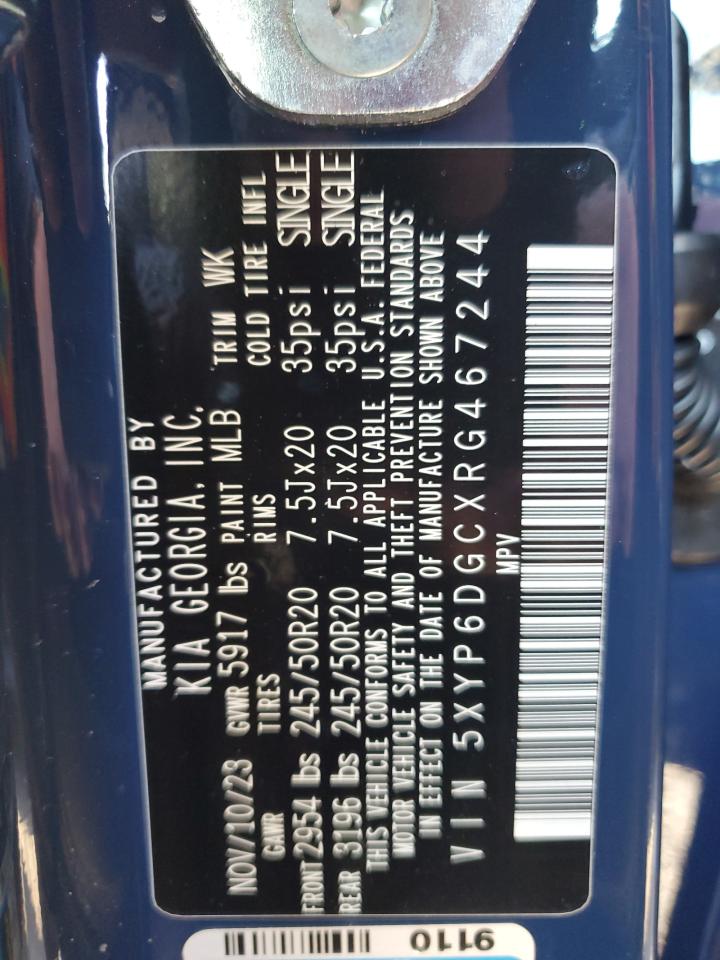 MANUFACTURED BY
KIA GEORGIA, INC.
NOV/10/23 GVWR 5917 lbs PAINT MLB TRIM WK
GAWR TIRES RIMS COLD TIRE INFL
FRONT 2954 lbs 245/50R20 7.5Jx20 35psi SINGLE
REAR 3196 lbs 245/50R20 7.5Jx20 35psi SINGLE
THIS VEHICLE CONFORMS TO ALL APPLICABLE U.S.A. FEDERAL
MOTOR VEHICLE SAFETY AND THEFT PREVENTION STANDARDS
IN EFFECT ON THE DATE OF MANUFACTURE SHOWN ABOVE
VIN 5XYP6DGCXRG467244
MPV
9110